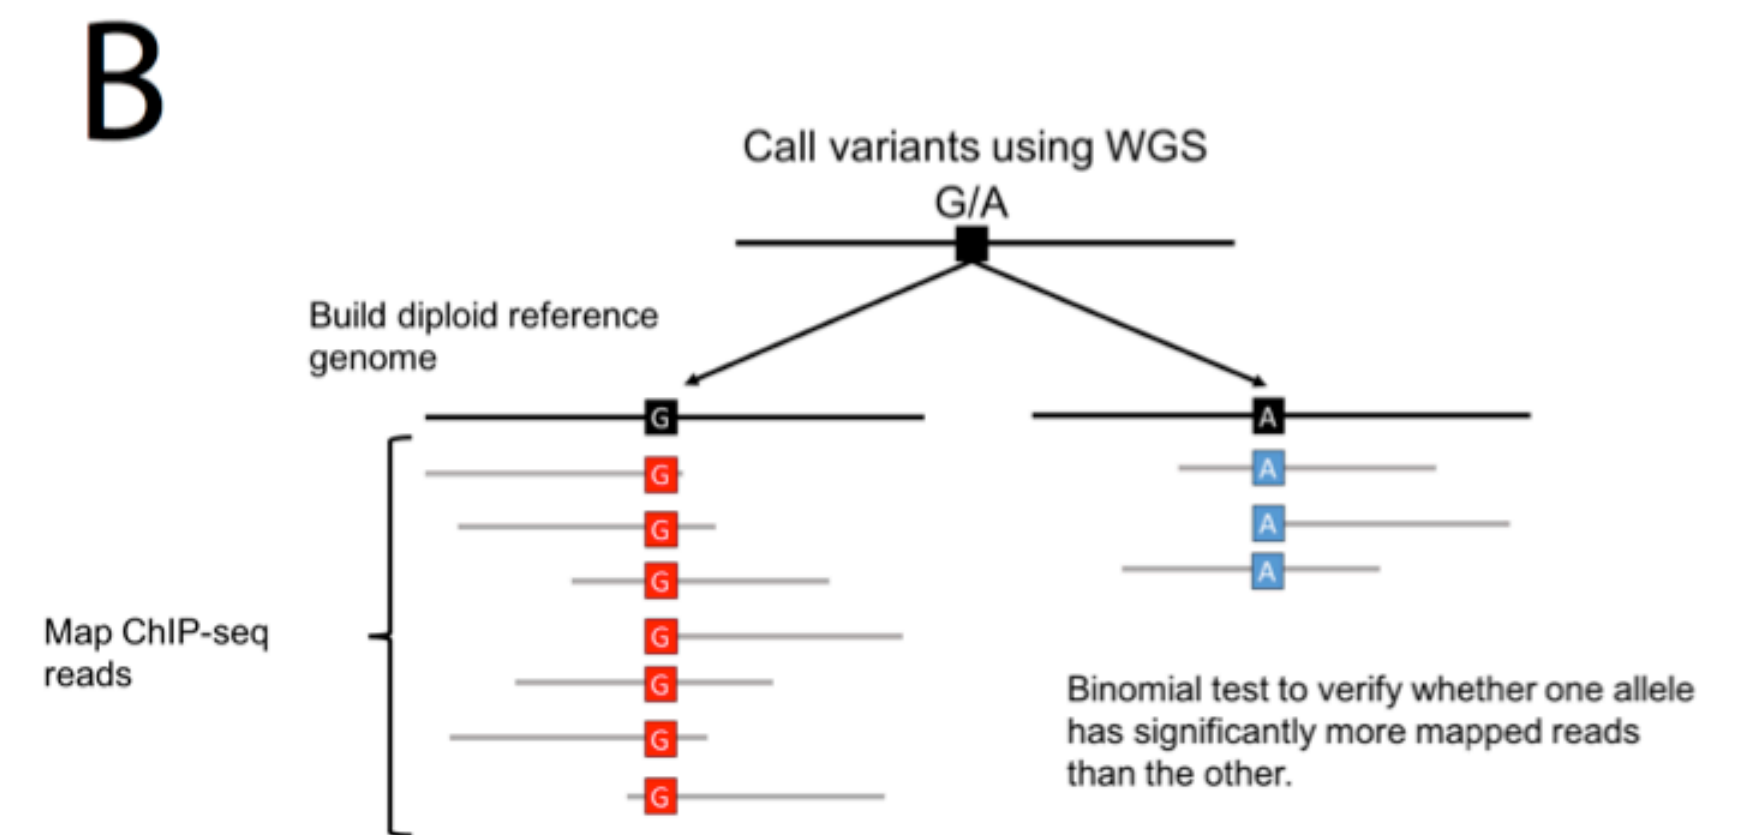 B
Call variants using WGS
G/A
Build diploid reference
genome
G
A
G
A
G
A
G
A
G
Map ChIP-seq
reads
G
G
G
Binomial test to verify whether one allele
has significantly more mapped reads
than the other.